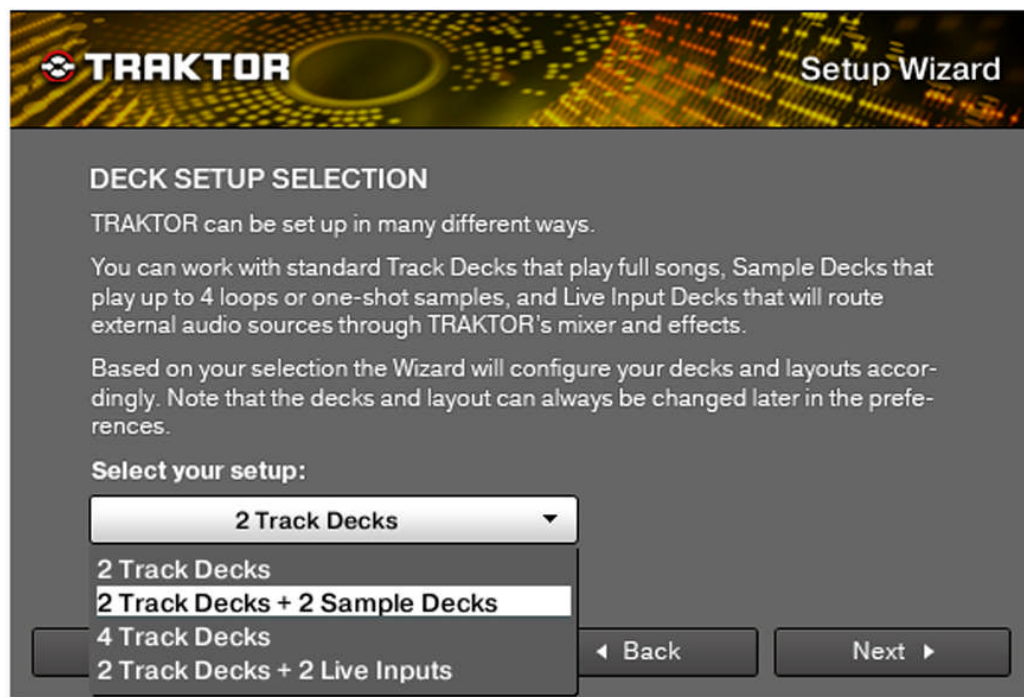 TRAKTOR
Setup Wizard
DECK SETUP SELECTION
TRAKTOR can be set up in many different ways.
You can work with standard Track Decks that play full songs, Sample Decks that
play up to 4 loops or one-shot samples, and Live Input Decks that will route
external audio sources through TRAKTOR's mixer and effects.
Based on your selection the Wizard will configure your decks and layouts accor-
dingly. Note that the decks and layout can always be changed later in the prefe-
rences.
Select your setup:
2 Track Decks
2 Track Decks
2 Track Decks + 2 Sample Decks
4 Track Decks
2 Track Decks + 2 Live Inputs
Back
Next